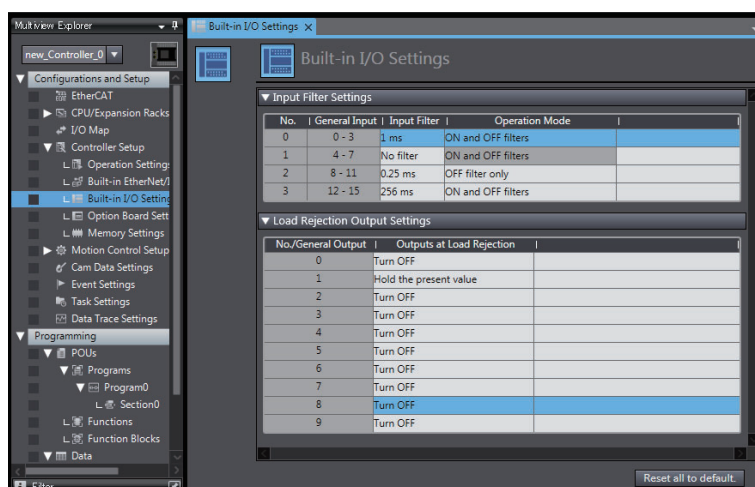 Multiview Explorer
Built-in I/O Settings
new_Controller_0
Built-in I/O Settings
Configurations and Setup
EtherCAT
CPU/Expansion Racks
I/O Map
Controller Setup
Operation Settings
Built-in EtherNet/I
Built-in I/O Setting
Option Board Sett
Memory Settings
Motion Control Setup
Cam Data Settings
Event Settings
Task Settings
Data Trace Settings
Programming
POUs
Programs
Program0
Section0
Functions
Function Blocks
Data
Filter
Input Filter Settings
No. General Input Input Filter Operation Mode
0 0 - 3 1 ms ON and OFF filters
1 4 - 7 No filter ON and OFF filters
2 8 - 11 0.25 ms OFF filter only
3 12 - 15 256 ms ON and OFF filters
Load Rejection Output Settings
No./General Output Outputs at Load Rejection
0 Turn OFF
1 Hold the present value
2 Turn OFF
3 Turn OFF
4 Turn OFF
5 Turn OFF
6 Turn OFF
7 Turn OFF
8 Turn OFF
9 Turn OFF
Reset all to default.